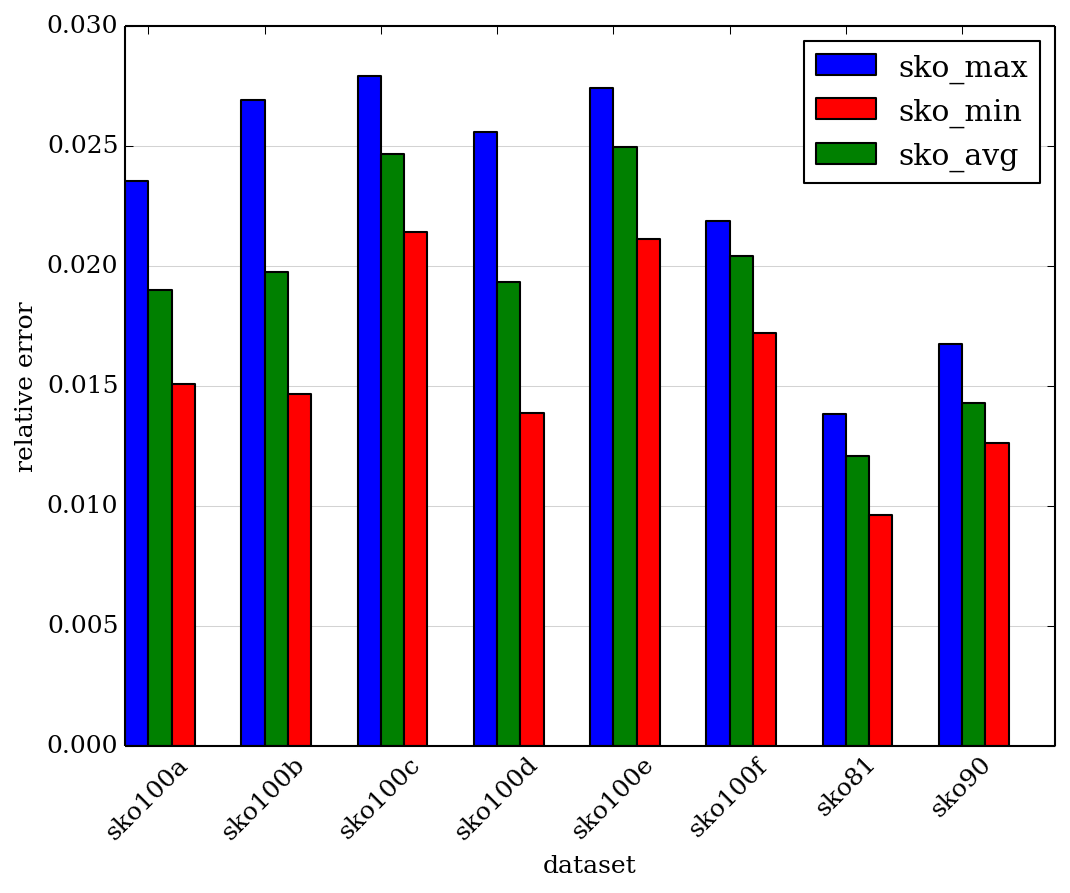 0.030
0.025
0.020
0.015
0.010
0.005
0.000
relative error
sko_max
sko_min
sko_avg
sko100a
sko100b
sko100c
sko100d
sko100e
sko100f
sko81
sko90
dataset